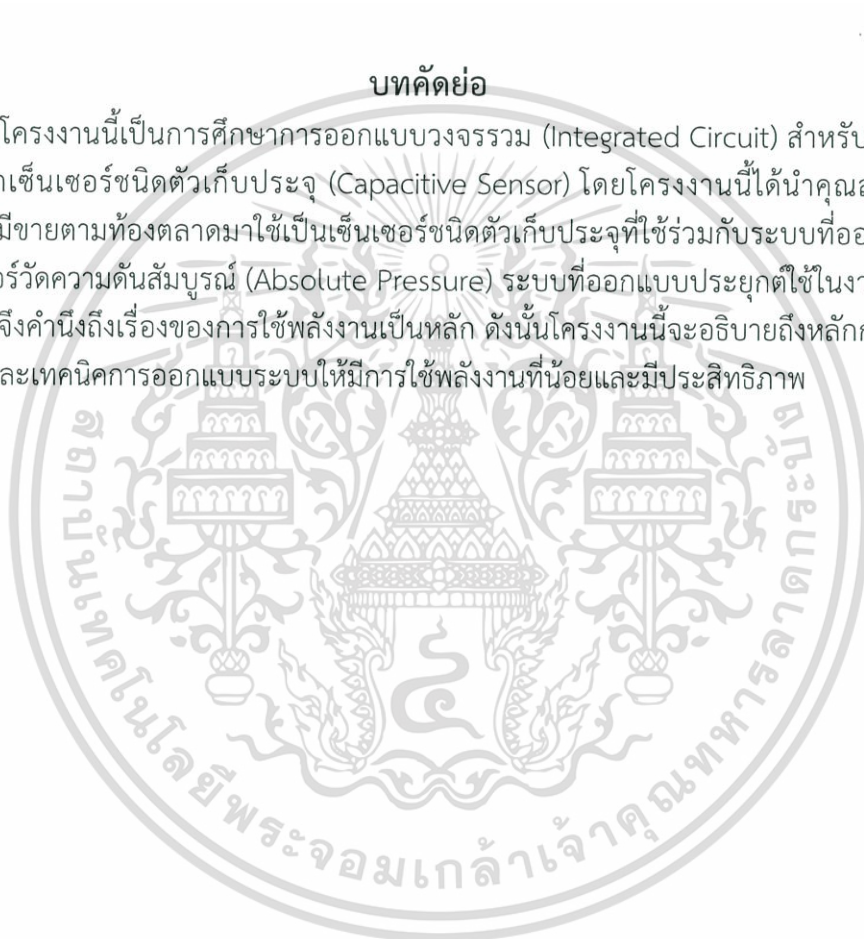 บทคัดย่อ
โครงงานนี้เป็นการศึกษาการออกแบบวงจรรวม (Integrated Circuit) สำหรับ
เซ็นเซอร์ชนิดตัวเก็บประจุ (Capacitive Sensor) โดยโครงงานนี้ได้นำคุณ
มีขายตามท้องตลาดมาใช้เป็นเซ็นเซอร์ชนิดตัวเก็บประจุที่ใช้ร่วมกับระบบที่ออ
อร์วัดความดันสัมบูรณ์ (Absolute Pressure) ระบบที่ออกแบบประยุกต์ใช้ในงา
จึงคำนึงถึงเรื่องของการใช้พลังงานเป็นหลัก ดังนั้นโครงงานนี้จะอธิบายถึงหลัก
ละเทคนิคการออกแบบระบบให้มีการใช้พลังงานที่น้อยและมีประสิทธิภาพ
๔
สถาบันเทคโนโลยีพระจอมเกล้าเจ้าคุณทหารลาดกระบัง